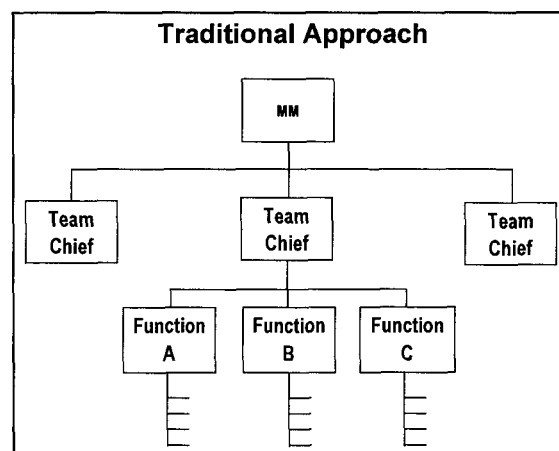 Traditional Approach
MM
Team
Chief
Team
Chief
Team
Chief
Function
A
Function
B
Function
C